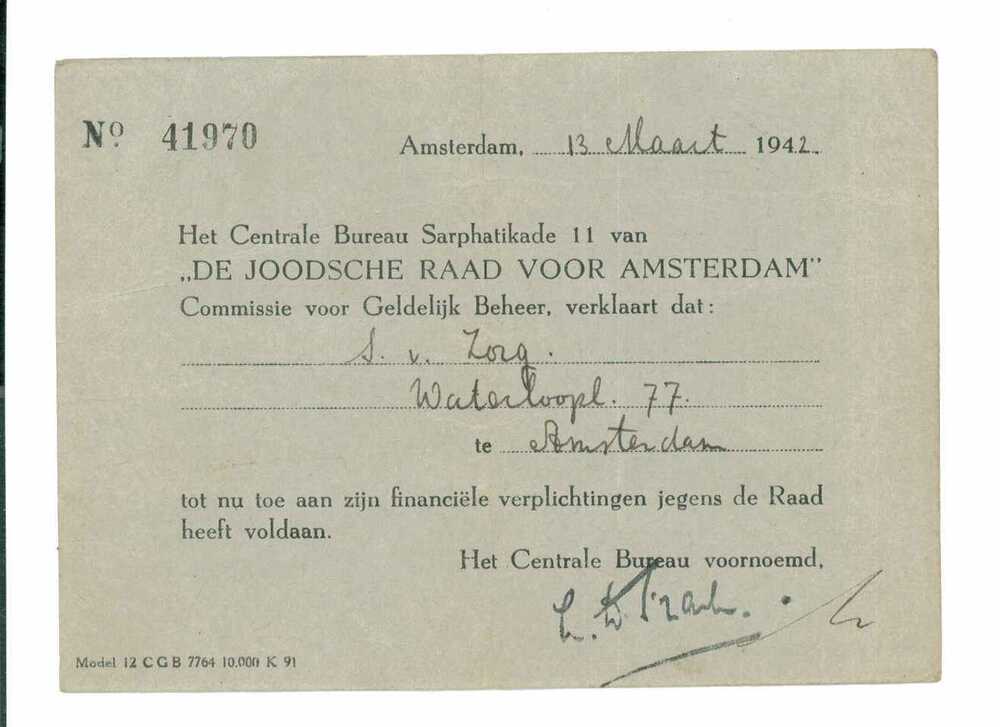 Nº 41970
Amsterdam, 13 Maart 1942.
Het Centrale Bureau Sarphatikade 11 van
„DE JOODSCHE RAAD VOOR AMSTERDAM"
Commissie voor Geldelijk Beheer, verklaart dat:
S. v. Zorg.
Waterloopl. 77.
te Amsterdam
tot nu toe aan zijn financiële verplichtingen jegens de Raad
heeft voldaan.
Het Centrale Bureau voornoemd,
Model 12 CGB 7764 10.000 K 91